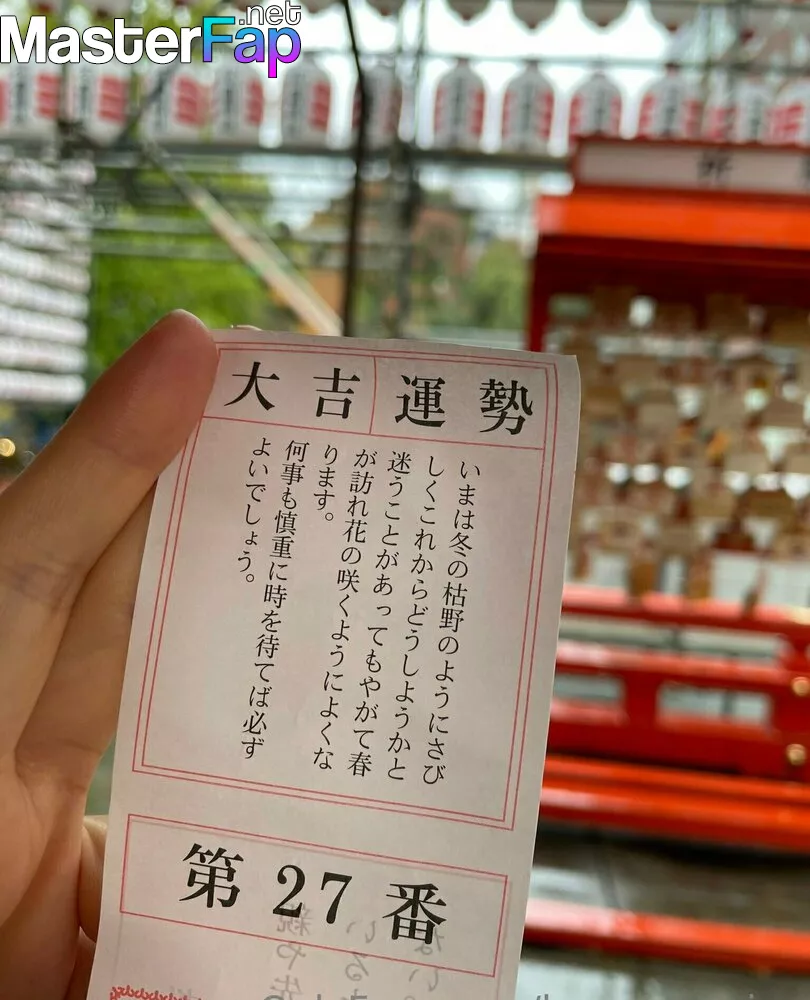 MasterFap.net
大吉
運勢
いまは冬の枯野のようにさび
しくこれからどうしようかと
迷うことがあってもやがて春
が訪れ花の咲くようによくな
ります。
何事も慎重に時を待てば必ず
よいでしょう。
第27番